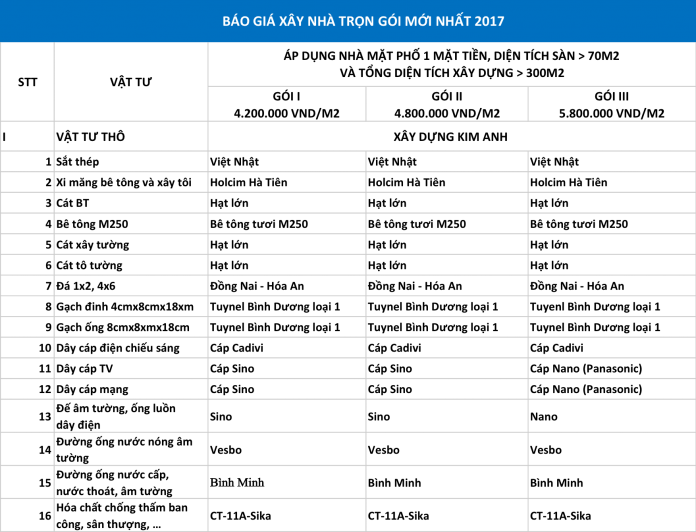 BÁO GIÁ XÂY NHÀ TRỌN GÓI MỚI NHẤT 2017
STT VẬT TƯ ÁP DỤNG NHÀ MẶT PHỐ 1 MẶT TIỀN, DIỆN TÍCH SÀN > 70M2
VÀ TỔNG DIỆN TÍCH XÂY DỰNG > 300M2
GÓI I GÓI II GÓI III
4.200.000 VND/M2 4.800.000 VND/M2 5.800.000 VND/M2
I VẬT TƯ THÔ XÂY DỰNG KIM ANH
1 Sắt thép Việt Nhật Việt Nhật Việt Nhật
2 Xi măng bê tông và xây tôi Holcim Hà Tiên Holcim Hà Tiên Holcim Hà Tiên
3 Cát BT Hạt lớn Hạt lớn Hạt lớn
4 Bê tông M250 Bê tông tươi M250 Bê tông tươi M250 Bê tông tươi M250
5 Cát xây tường Hạt lớn Hạt lớn Hạt lớn
6 Cát tô tường Hạt lớn Hạt lớn Hạt lớn
7 Đá 1x2, 4x6 Đồng Nai - Hóa An Đồng Nai - Hóa An Đồng Nai - Hóa An
8 Gạch đinh 4cmx8cmx18xm Tuynel Bình Dương loại 1 Tuynel Bình Dương loại 1 Tuyenl Bình Dương loại 1
9 Gạch ống 8cmx8xmx18cm Tuynel Bình Dương loại 1 Tuynel Bình Dương loại 1 Tuynel Bình Dương loại 1
10 Dây cáp điện chiếu sáng Cáp Cadivi Cáp Cadivi Cáp Cadivi
11 Dây cáp TV Cáp Sino Cáp Sino Cáp Nano (Panasonic)
12 Dây cáp mạng Cáp Sino Cáp Sino Cáp Nano (Panasonic)
13 Đế âm tường, ống luồn
dây điện Sino Sino Nano
14 Đường ống nước nóng âm
tường Vesbo Vesbo Vesbo
15 Đường ống nước cấp,
nước thoát, âm tường Bình Minh Bình Minh Bình Minh
16 Hóa chất chống thấm ban
công, sân thượng, ... CT-11A-Sika CT-11A-Sika CT-11A-Sika